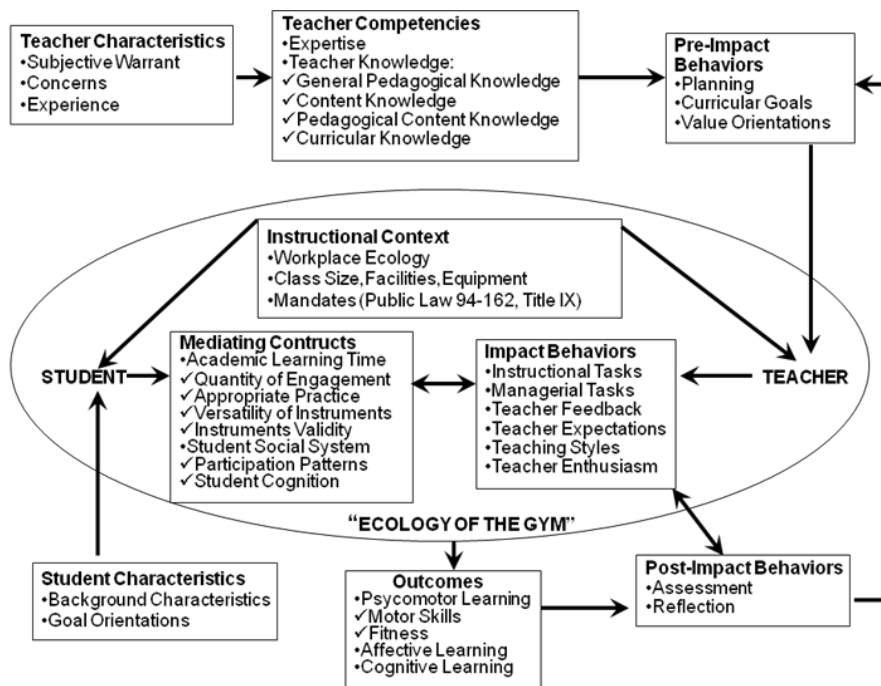 Teacher Characteristics
•Subjective Warrant
•Concerns
•Experience
Teacher Competencies
•Expertise
•Teacher Knowledge:
✓General Pedagogical Knowledge
✓Content Knowledge
✓Pedagogical Content Knowledge
✓Curricular Knowledge
Pre-Impact
Behaviors
•Planning
•Curricular Goals
•Value Orientations
Instructional Context
•Workplace Ecology
•Class Size, Facilities, Equipment
•Mandates (Public Law 94-162, Title IX)
STUDENT
Mediating Contructs
•Academic Learning Time
✓Quantity of Engagement
✓Appropriate Practice
✓Versatility of Instruments
✓Instruments Validity
•Student Social System
✓Participation Patterns
✓Student Cognition
Impact Behaviors
•Instructional Tasks
•Managerial Tasks
•Teacher Feedback
•Teacher Expectations
•Teaching Styles
•Teacher Enthusiasm
TEACHER
“ECOLOGY OF THE GYM”
Student Characteristics
•Background Characteristics
•Goal Orientations
Outcomes
•Psycomotor Learning
✓Motor Skills
✓Fitness
•Affective Learning
•Cognitive Learning
Post-Impact Behaviors
•Assessment
•Reflection